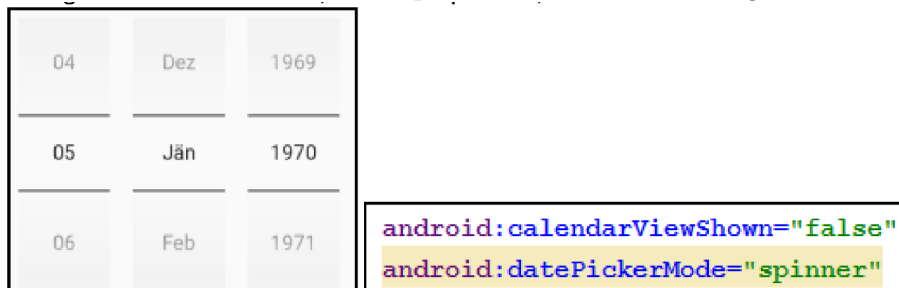 04 Dez 1969
05 Jän 1970
06 Feb 1971
android:calendarViewShown="false"
android:datePickerMode="spinner"